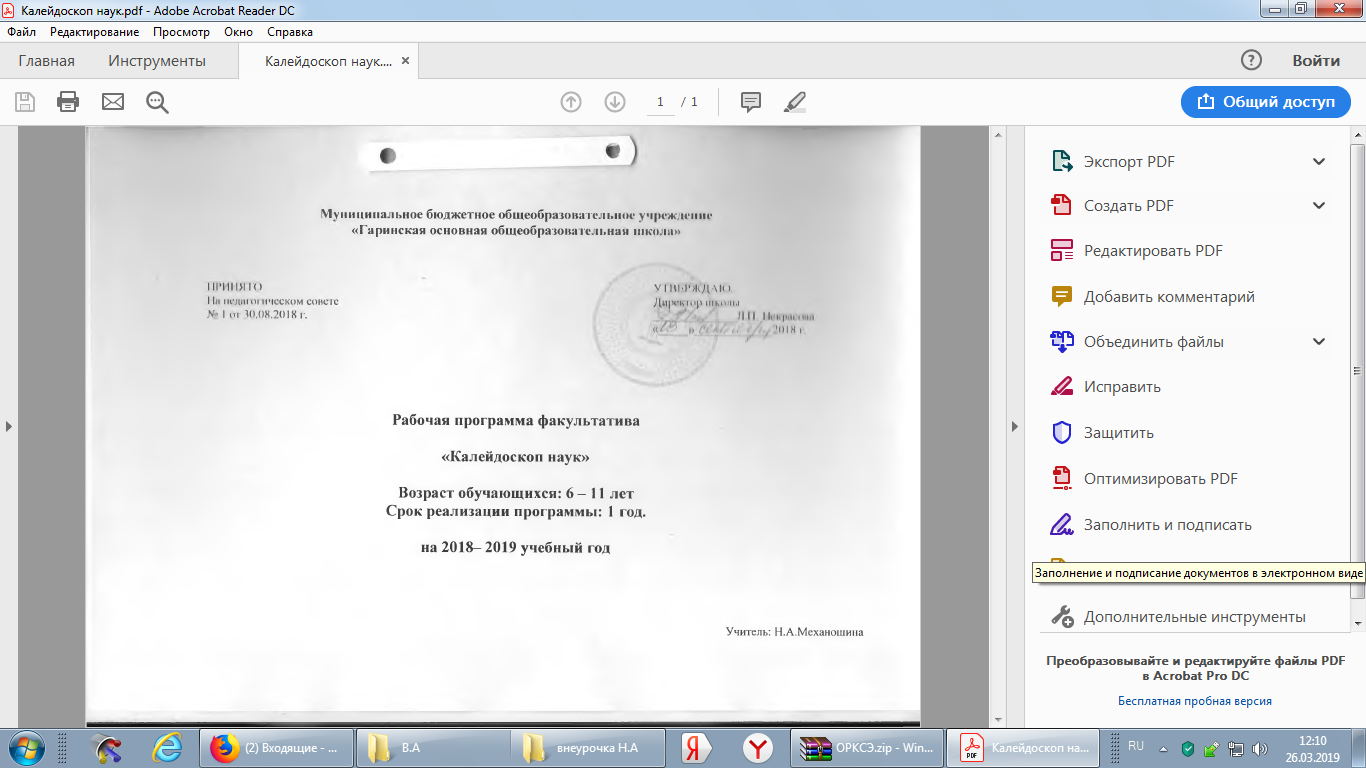 Калейдоскоп наук.pdf - Adobe Acrobat Reader DC
Файл Редактирование Просмотр Окно Справка
Главная Инструменты Калейдоскоп наук....
Войти
1 / 1
Общий доступ
Муниципальное бюджетное общеобразовательное учреждение
«Гаринская основная общеобразовательная школа»
ПРИНЯТО
На педагогическом совете
№ 1 от 30.08.2018 г.
УТВЕРЖДАЮ.
Директор школы
Л.П. Некрасова
« » 2018 г.
Рабочая программа факультатива
«Калейдоскоп наук»
Возраст обучающихся: 6 – 11 лет
Срок реализации программы: 1 год.
на 2018– 2019 учебный год
Учитель: Н.А.Механошина
Экспорт PDF
Создать PDF
Редактировать PDF
Добавить комментарий
Объединить файлы
Исправить
Защитить
Оптимизировать PDF
Заполнить и подписать
Заполнение и подписание документов в электронном виде
Дополнительные инструменты
Преобразовывайте и редактируйте файлы PDF
в Acrobat Pro DC
Бесплатная пробная версия
(2) Входящие - ...
В.А
внеурочка Н.А
ОРКСЭ.zip - Win...
Калейдоскоп на...
RU
12:10
26.03.2019